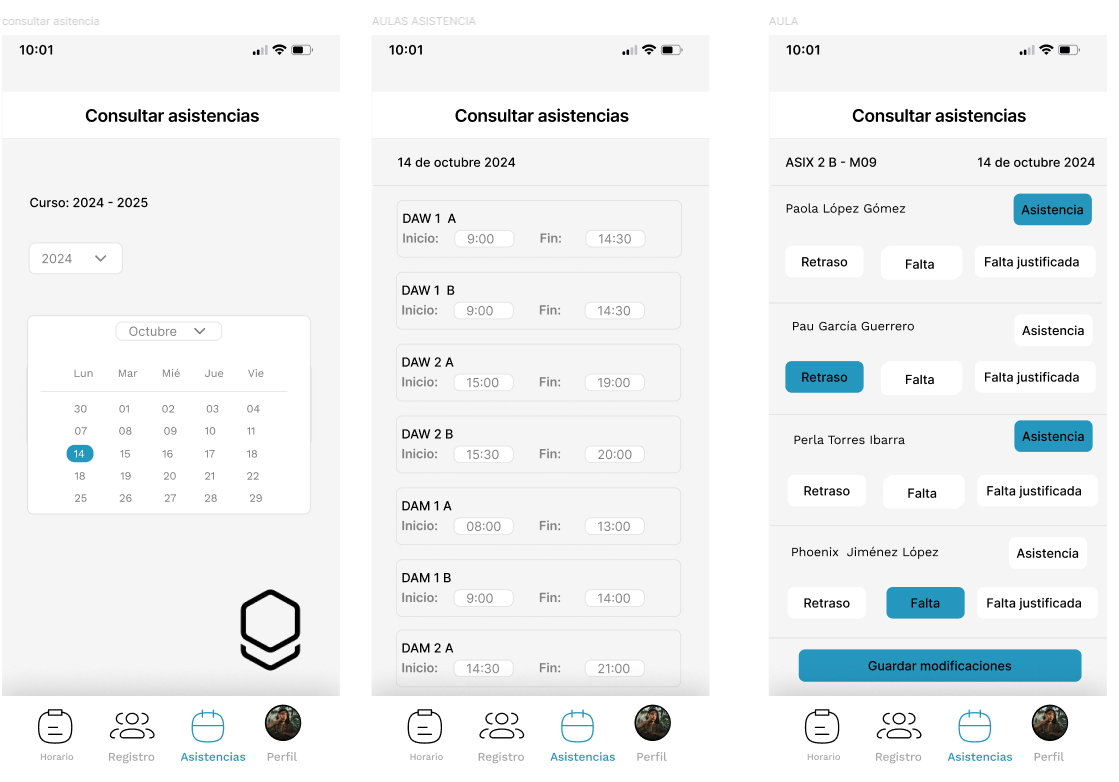 consultar asitencia
10:01
Consultar asistencias
Curso: 2024 - 2025
2024
Octubre
Lun Mar Mié Jue Vie
30 01 02 03 04
07 08 09 10 11
14 15 16 17 18
18 19 20 21 22
25 26 27 28 29
Horario Registro Asistencias Perfil
AULAS ASISTENCIA
10:01
Consultar asistencias
14 de octubre 2024
DAW 1 A
Inicio: 9:00 Fin: 14:30
DAW 1 B
Inicio: 9:00 Fin: 14:30
DAW 2 A
Inicio: 15:00 Fin: 19:00
DAW 2 B
Inicio: 15:30 Fin: 20:00
DAM 1 A
Inicio: 08:00 Fin: 13:00
DAM 1 B
Inicio: 9:00 Fin: 14:00
DAM 2 A
Inicio: 14:30 Fin: 21:00
Horario Registro Asistencias Perfil
AULA
10:01
Consultar asistencias
ASIX 2 B - M09 14 de octubre 2024
Paola López Gómez Asistencia
Retraso Falta Falta justificada
Pau García Guerrero Asistencia
Retraso Falta Falta justificada
Perla Torres Ibarra Asistencia
Retraso Falta Falta justificada
Phoenix Jiménez López Asistencia
Retraso Falta Falta justificada
Guardar modificaciones
Horario Registro Asistencias Perfil